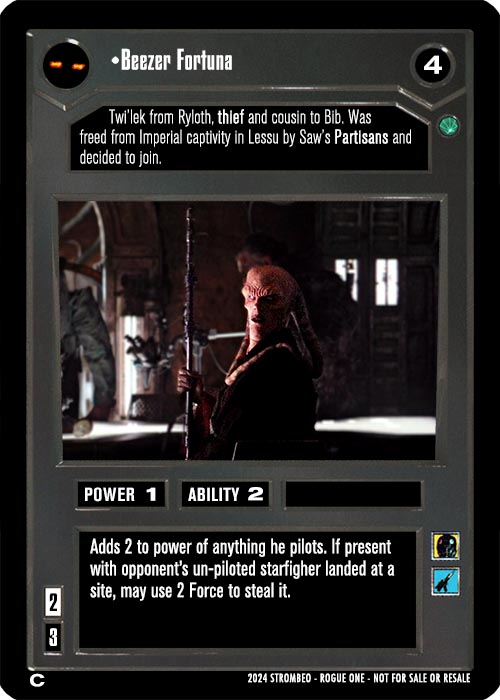 •Beezer Fortuna
4
Twi'lek from Ryloth, thief and cousin to Bib. Was
freed from Imperial captivity in Lessu by Saw's Partisans and
decided to join.
POWER 1
ABILITY 2
Adds 2 to power of anything he pilots. If present
with opponent's un-piloted starfigher landed at a
site, may use 2 Force to steal it.
2
3
C
2024 STROMBEO - ROGUE ONE - NOT FOR SALE OR RESALE